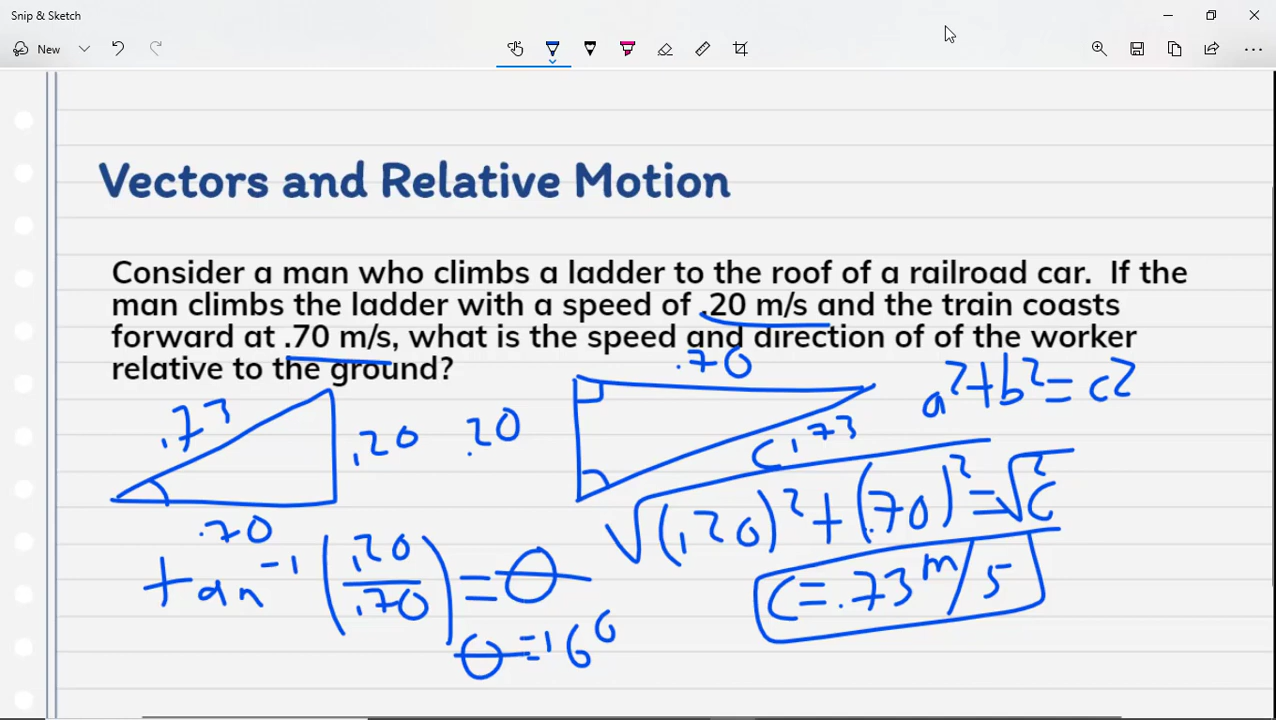 Snip & Sketch
New
Vectors and Relative Motion
Consider a man who climbs a ladder to the roof of a railroad car. If the
man climbs the ladder with a speed of .20 m/s and the train coasts
forward at .70 m/s, what is the speed and direction of of the worker
relative to the ground?
.70
a²+b²=c2
.73
.20
.20
c .73
.70
√(.20)²+(.70)²=√c²
tan⁻¹(.20/.70)=θ
c=.73 m/s
θ=16°